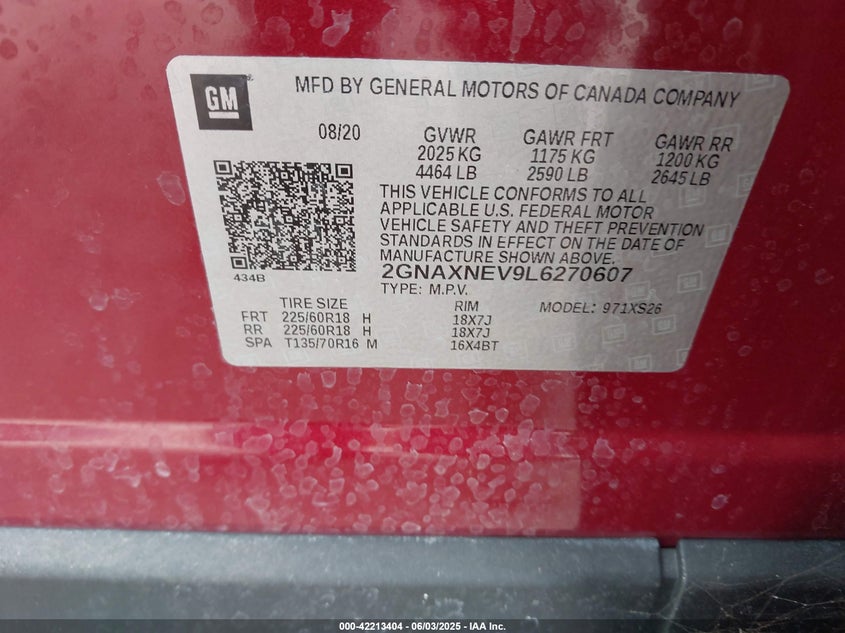 GM
MFD BY GENERAL MOTORS OF CANADA COMPANY
08/20 GVWR GAWR FRT GAWR RR
2025 KG 1175 KG 1200 KG
4464 LB 2590 LB 2645 LB
THIS VEHICLE CONFORMS TO ALL
APPLICABLE U.S. FEDERAL MOTOR
VEHICLE SAFETY AND THEFT PREVENTION
STANDARDS IN EFFECT ON THE DATE OF
MANUFACTURE SHOWN ABOVE.
434B
2GNAXNEV9L6270607
TYPE: M.P.V.
TIRE SIZE RIM MODEL: 971XS26
FRT 225/60R18 H 18X7J
RR 225/60R18 H 18X7J
SPA T135/70R16 M 16X4BT
000-42213404 - 06/03/2025 - IAA Inc.